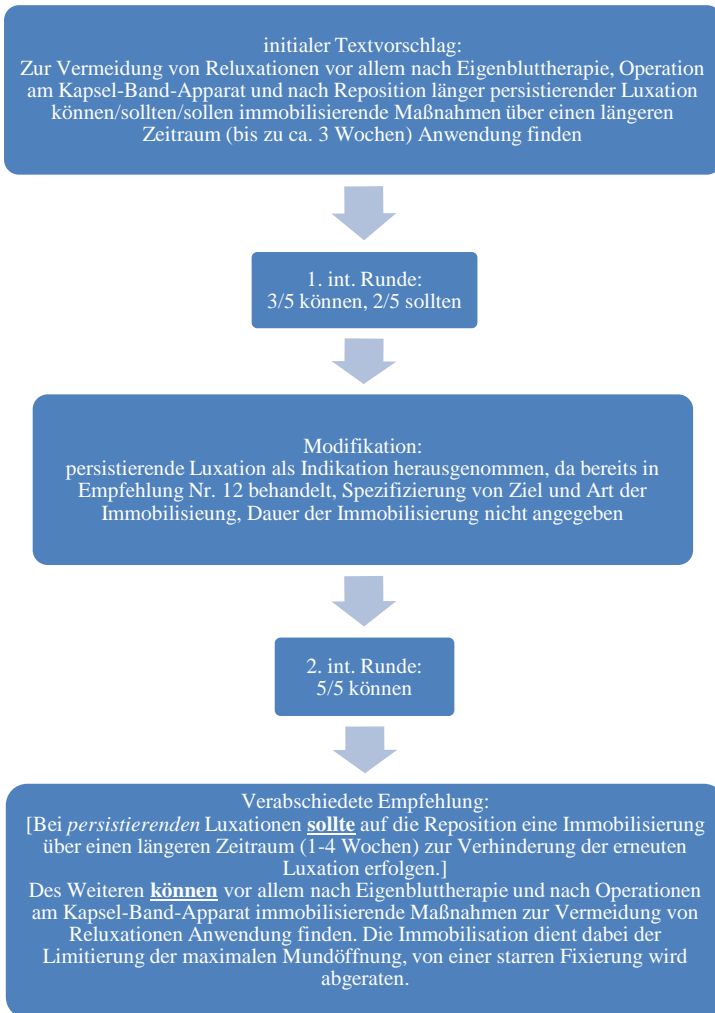 initialer Textvorschlag:
Zur Vermeidung von Reluxationen vor allem nach Eigenbluttherapie, Operation
am Kapsel-Band-Apparat und nach Reposition länger persistierender Luxation
können/sollten/sollen immobilisierende Maßnahmen über einen längeren
Zeitraum (bis zu ca. 3 Wochen) Anwendung finden
1. int. Runde:
3/5 können, 2/5 sollten
Modifikation:
persistierende Luxation als Indikation herausgenommen, da bereits in
Empfehlung Nr. 12 behandelt, Spezifizierung von Ziel und Art der
Immobilisieung, Dauer der Immobilisierung nicht angegeben
2. int. Runde:
5/5 können
Verabschiedete Empfehlung:
[Bei persistierenden Luxationen sollte auf die Reposition eine Immobilisierung
über einen längeren Zeitraum (1-4 Wochen) zur Verhinderung der erneuten
Luxation erfolgen.]
Des Weiteren können vor allem nach Eigenbluttherapie und nach Operationen
am Kapsel-Band-Apparat immobilisierende Maßnahmen zur Vermeidung von
Reluxationen Anwendung finden. Die Immobilisation dient dabei der
Limitierung der maximalen Mundöffnung, von einer starren Fixierung wird
abgeraten.